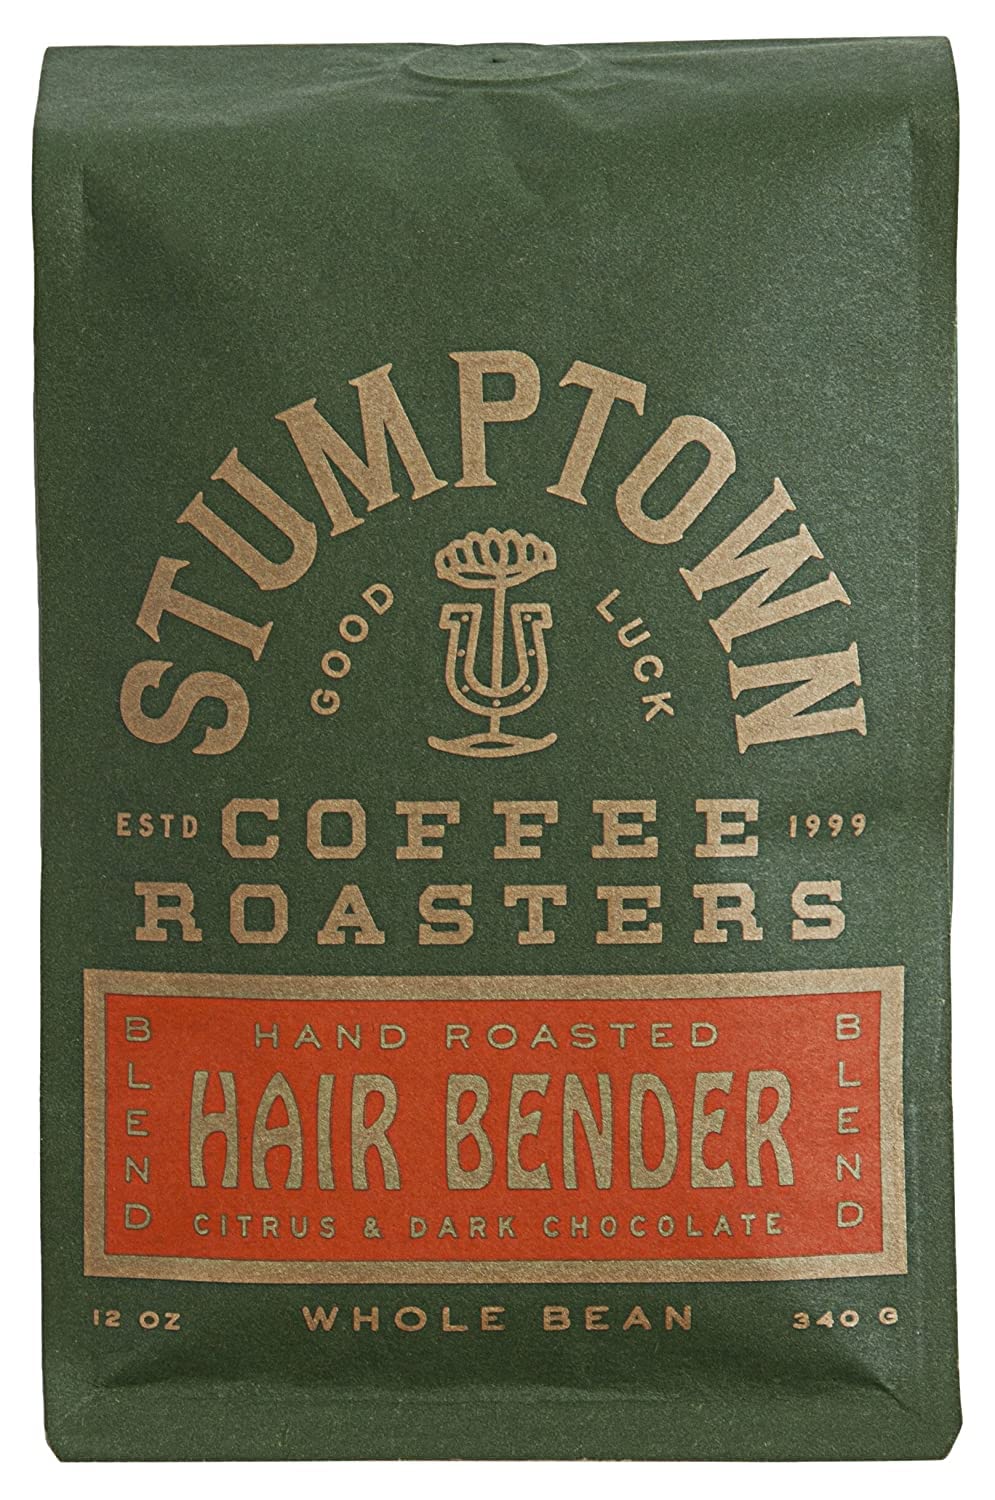 STUMPTOWN
GOOD LUCK
ESTD COFFEE 1999
ROASTERS
BLEND
HAND ROASTED
HAIR BENDER
CITRUS & DARK CHOCOLATE
BLEND
12 OZ WHOLE BEAN 340 G